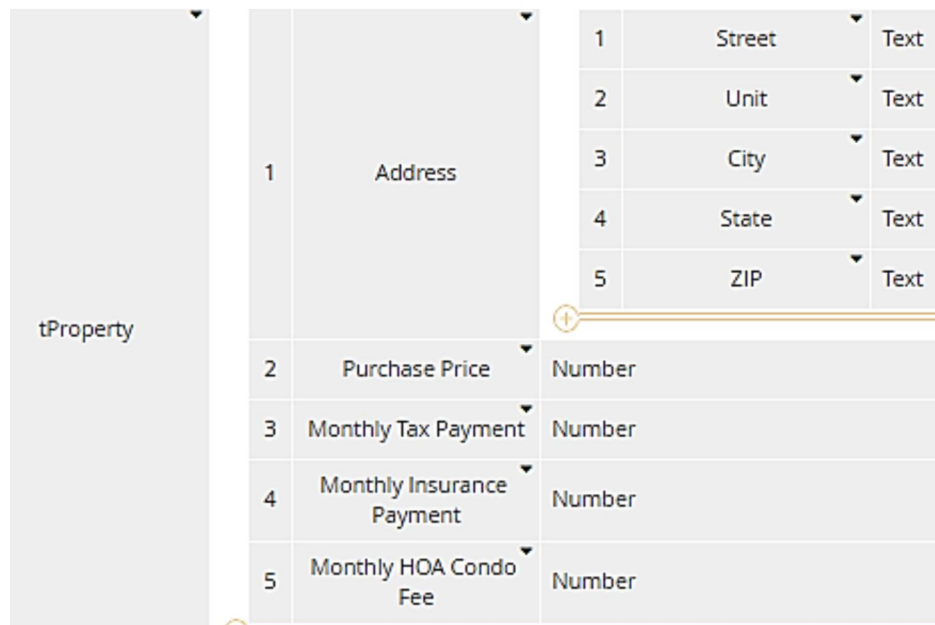 tProperty
1 Address
1 Street Text
2 Unit Text
3 City Text
4 State Text
5 ZIP Text
2 Purchase Price Number
3 Monthly Tax Payment Number
4 Monthly Insurance
Payment Number
5 Monthly HOA Condo
Fee Number